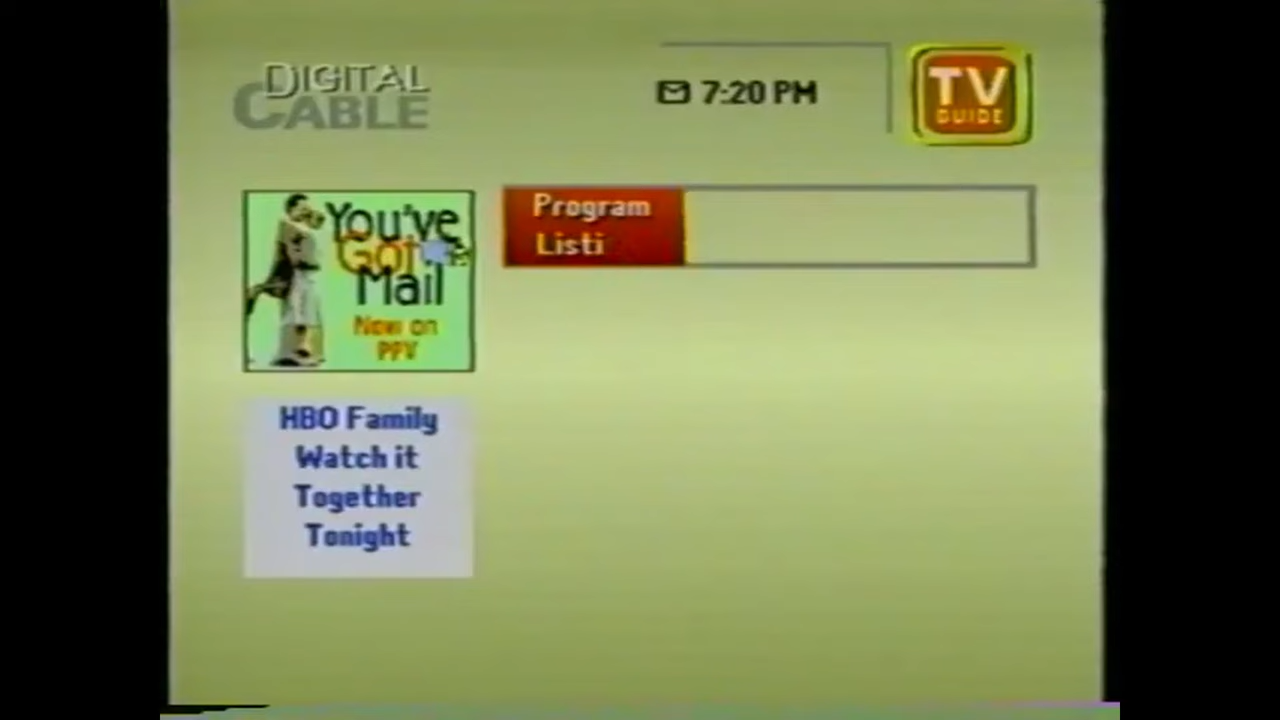 DIGITAL
CABLE
7:20 PM
TV
GUIDE
You've
Got
Mail
Now on
PPV
Program
Listi
HBO Family
Watch it
Together
Tonight